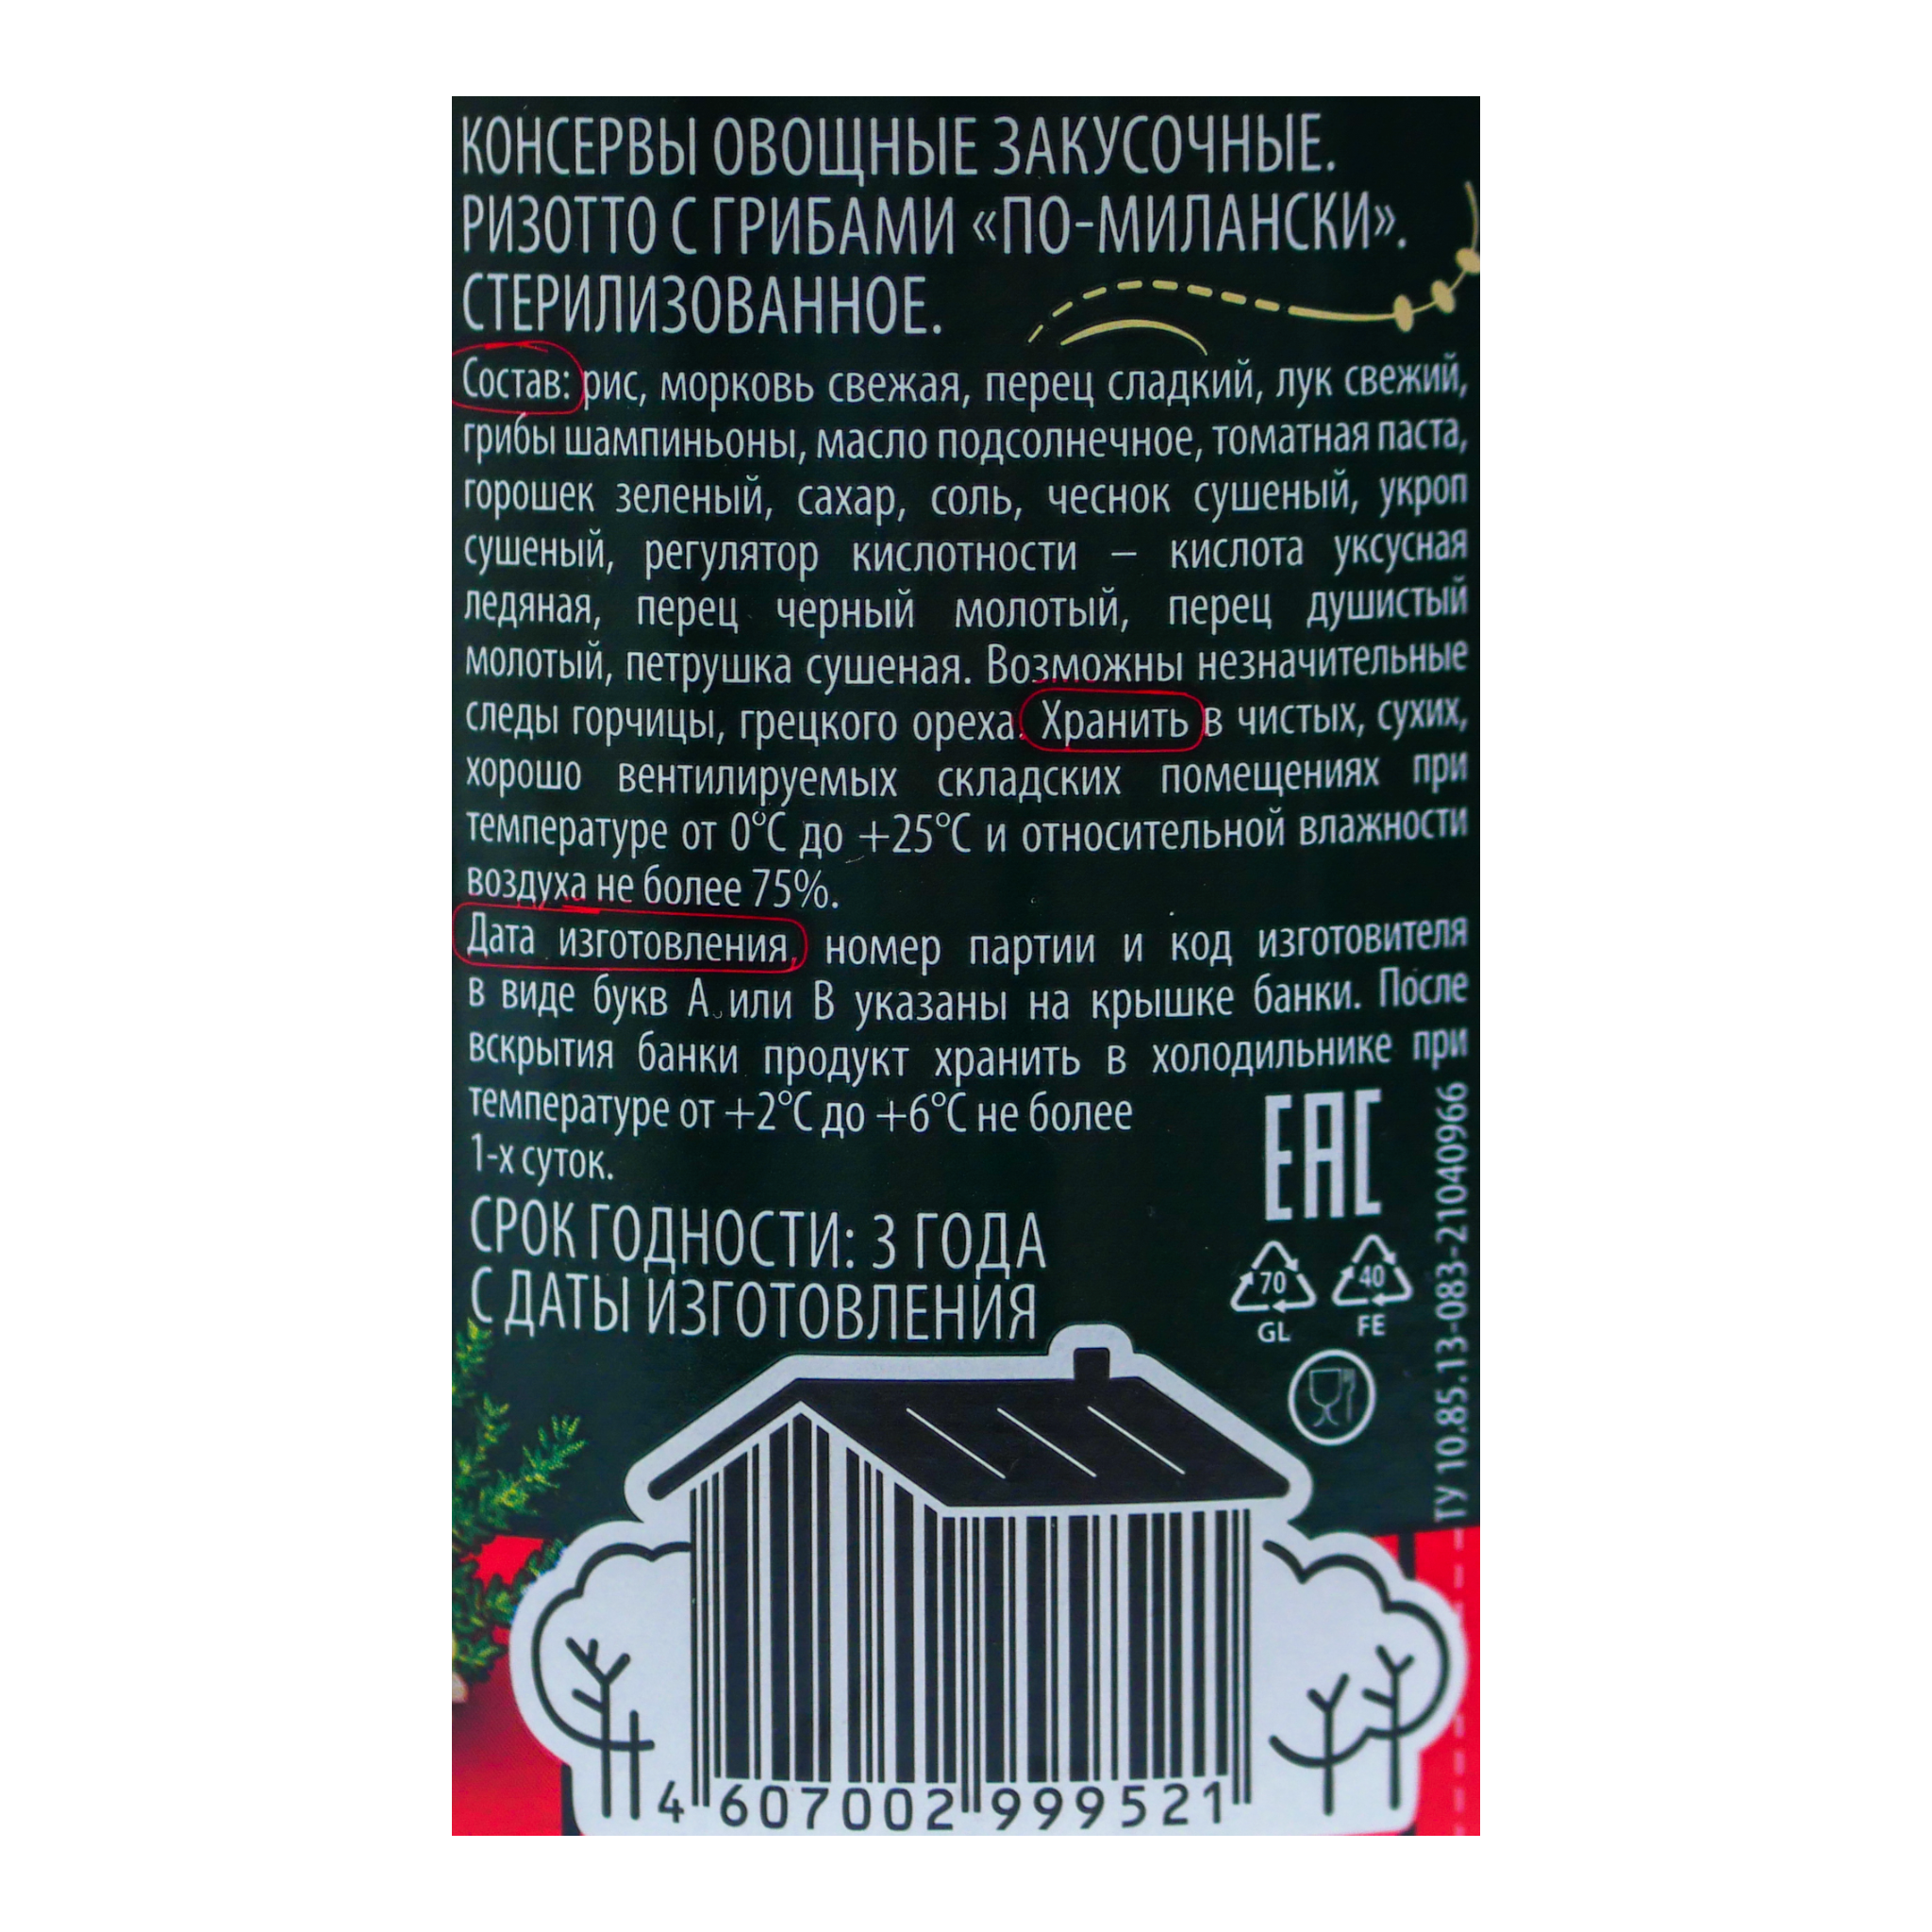 КОНСЕРВЫ ОВОЩНЫЕ ЗАКУСОЧНЫЕ.
РИЗОТТО С ГРИБАМИ «ПО-МИЛАНСКИ».
СТЕРИЛИЗОВАННОЕ.
Состав: рис, морковь свежая, перец сладкий, лук свежий,
грибы шампиньоны, масло подсолнечное, томатная паста,
горошек зеленый, сахар, соль, чеснок сушеный, укроп
сушеный, регулятор кислотности – кислота уксусная
ледяная, перец черный молотый, перец душистый
молотый, петрушка сушеная. Возможны незначительные
следы горчицы, грецкого ореха. Хранить в чистых, сухих,
хорошо вентилируемых складских помещениях при
температуре от 0°С до +25°С и относительной влажности
воздуха не более 75%.
Дата изготовления, номер партии и код изготовителя
в виде букв А или В указаны на крышке банки. После
вскрытия банки продукт хранить в холодильнике при
температуре от +2°С до +6°С не более
1-х суток.
СРОК ГОДНОСТИ: 3 ГОДА
С ДАТЫ ИЗГОТОВЛЕНИЯ
EAC
70 40
GL FE
ТУ 10.85.13-083-21040966
4 607002 999521